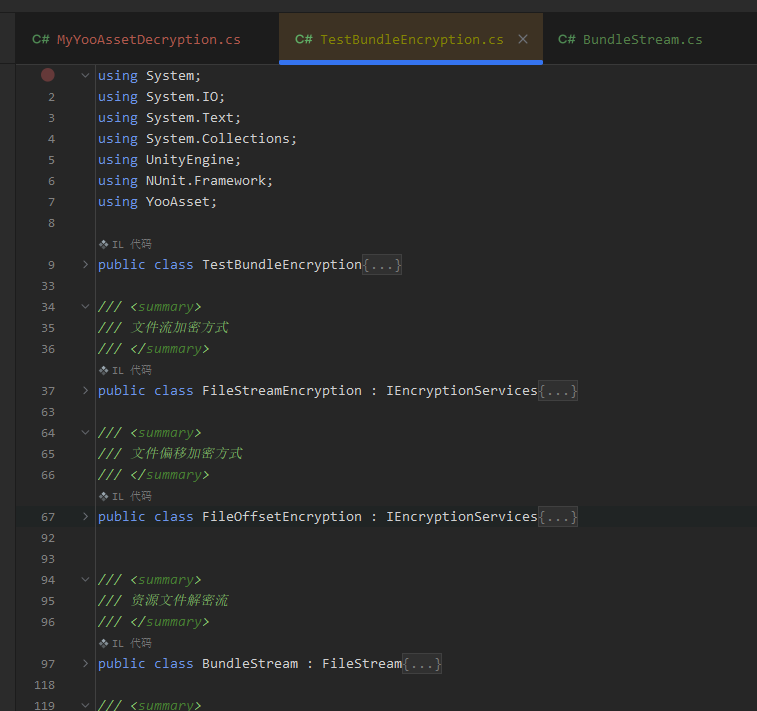 C# MyYooAssetDecryption.cs C# TestBundleEncryption.cs × C# BundleStream.cs
using System;
2 using System.IO;
3 using System.Text;
4 using System.Collections;
5 using UnityEngine;
6 using NUnit.Framework;
7 using YooAsset;
8
IL 代码
9 public class TestBundleEncryption{...}
33
34 /// <summary>
35 /// 文件流加密方式
36 /// </summary>
IL 代码
37 public class FileStreamEncryption : IEncryptionServices{...}
63
64 /// <summary>
65 /// 文件偏移加密方式
66 /// </summary>
IL 代码
67 public class FileOffsetEncryption : IEncryptionServices{...}
92
93
94 /// <summary>
95 /// 资源文件解密流
96 /// </summary>
IL 代码
97 public class BundleStream : FileStream{...}
118
119 /// <summary>